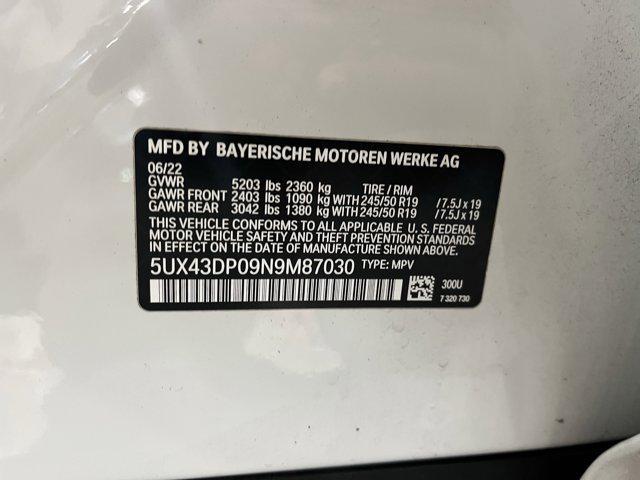 MFD BY BAYERISCHE MOTOREN WERKE AG
06/22
GVWR 5203 lbs 2360 kg TIRE / RIM
GAWR FRONT 2403 lbs 1090 kg WITH 245/50 R19 /7.5J x 19
GAWR REAR 3042 lbs 1380 kg WITH 245/50 R19 /7.5J x 19
THIS VEHICLE CONFORMS TO ALL APPLICABLE U. S. FEDERAL
MOTOR VEHICLE SAFETY AND THEFT PREVENTION STANDARDS
IN EFFECT ON THE DATE OF MANUFACTURE SHOWN ABOVE.
5UX43DP09N9M87030 TYPE: MPV
300U
7 320 730